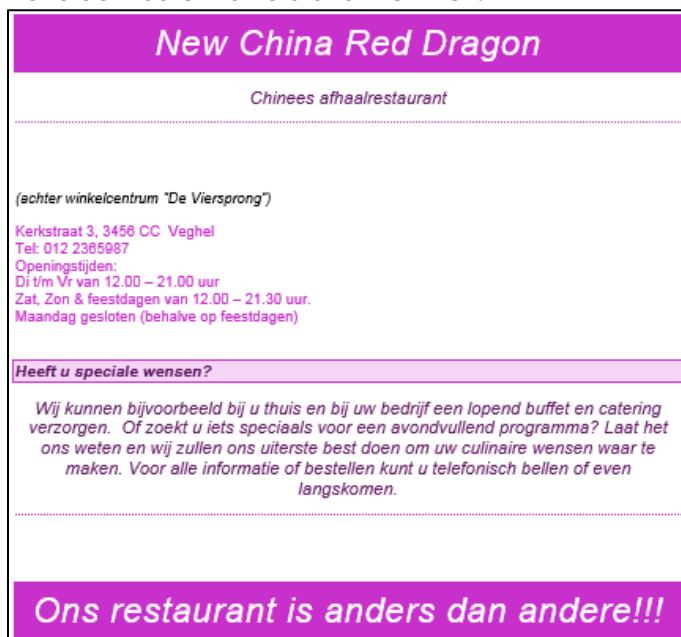 New China Red Dragon
Chinees afhaalrestaurant
(achter winkelcentrum "De Viersprong")
Kerkstraat 3, 3456 CC Veghel
Tel: 012 2365987
Openingstijden:
Di t/m Vr van 12.00 – 21.00 uur
Zat, Zon & feestdagen van 12.00 – 21.30 uur.
Maandag gesloten (behalve op feestdagen)
Heeft u speciale wensen?
Wij kunnen bijvoorbeeld bij u thuis en bij uw bedrijf een lopend buffet en catering
verzorgen. Of zoekt u iets speciaals voor een avondvullend programma? Laat het
ons weten en wij zullen ons uiterste best doen om uw culinaire wensen waar te
maken. Voor alle informatie of bestellen kunt u telefonisch bellen of even
langskomen.
Ons restaurant is anders dan andere!!!